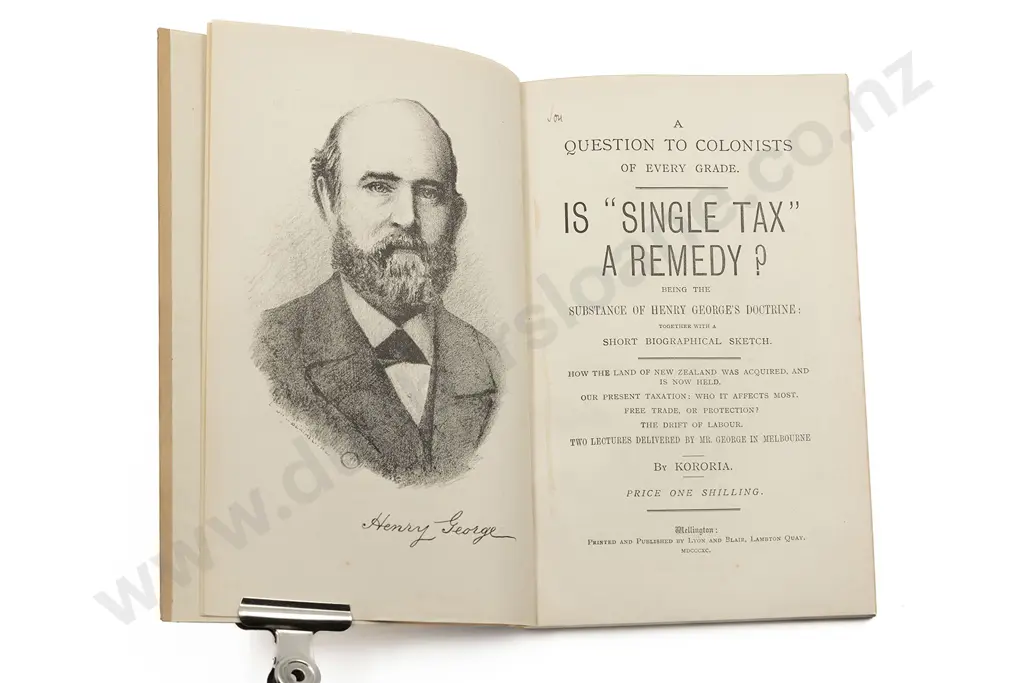 Henry George
A
QUESTION TO COLONISTS
OF EVERY GRADE.
IS "SINGLE TAX"
A REMEDY?
BEING THE
SUBSTANCE OF HENRY GEORGE'S DOCTRINE:
TOGETHER WITH A
SHORT BIOGRAPHICAL SKETCH.
HOW THE LAND OF NEW ZEALAND WAS ACQUIRED, AND
IS NOW HELD.
OUR PRESENT TAXATION: WHO IT AFFECTS MOST.
FREE TRADE, OR PROTECTION?
THE DRIFT OF LABOUR.
TWO LECTURES DELIVERED BY MR. GEORGE IN MELBOURNE
BY KORORIA.
PRICE ONE SHILLING.
Wellington:
PRINTED AND PUBLISHED BY LYON AND BLAIR, LAMBTON QUAY.
MDCCCXC.